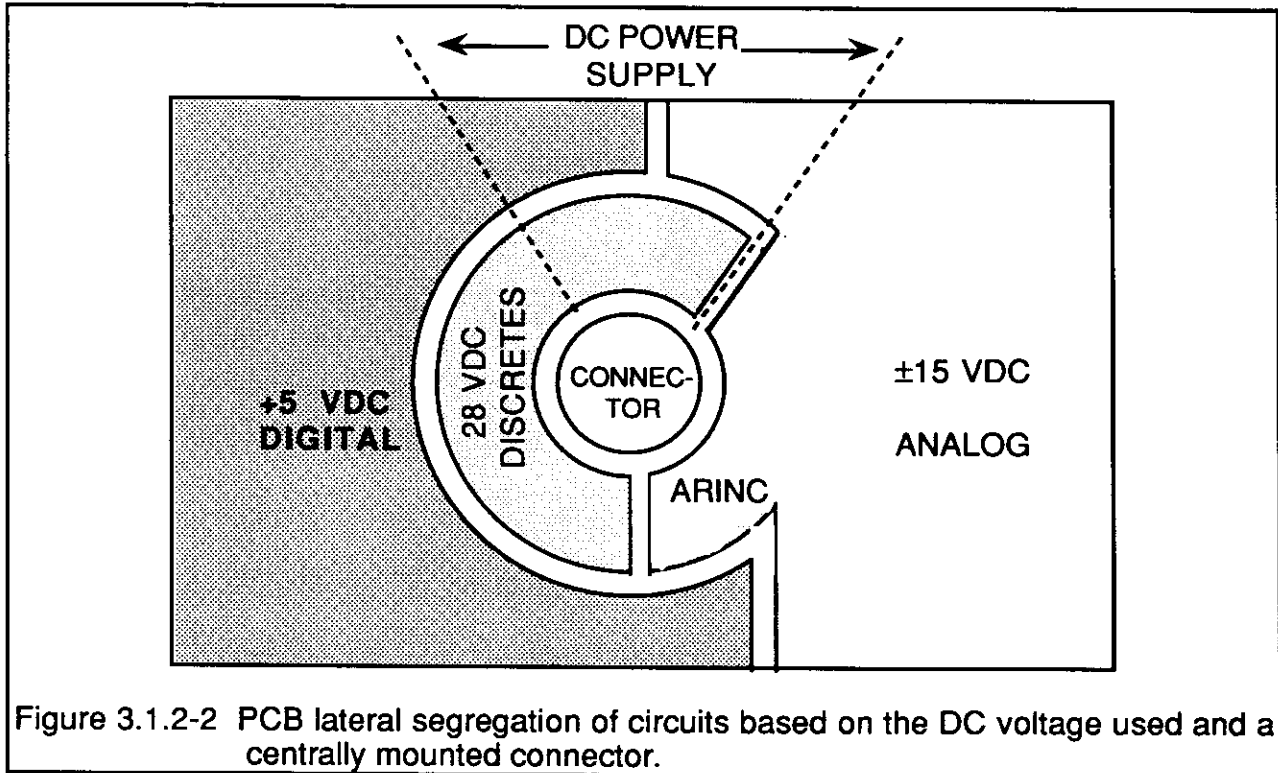 DC POWER
SUPPLY
28 VDC
DISCRETES
CONNEC-
TOR
+5 VDC
DIGITAL
±15 VDC
ANALOG
ARINC
Figure 3.1.2-2 PCB lateral segregation of circuits based on the DC voltage used and a
centrally mounted connector.